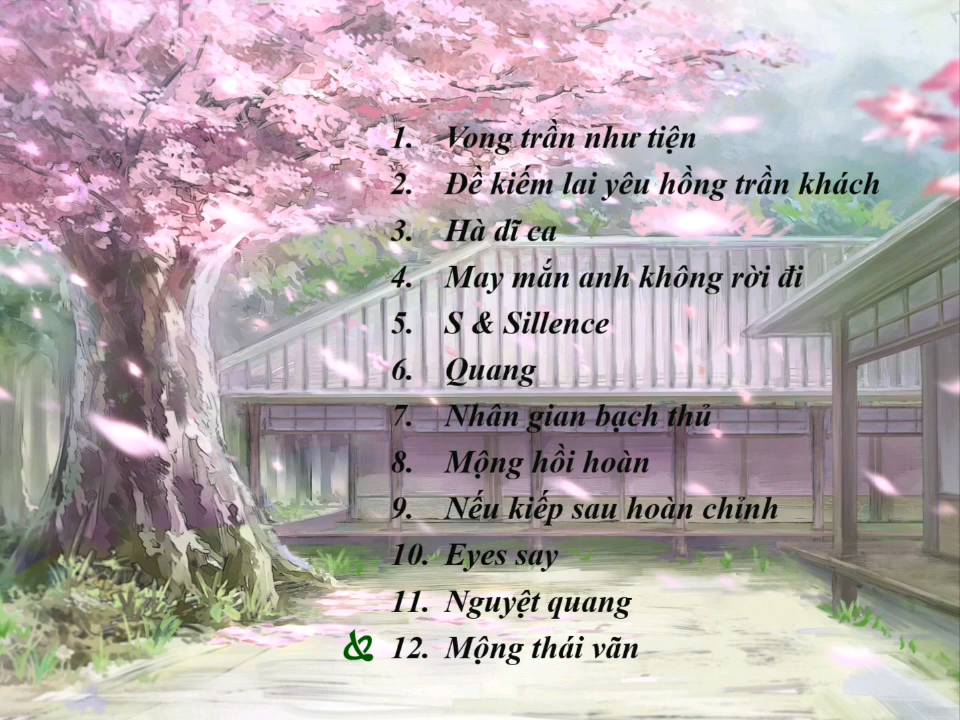 1. Vong trần như tiện
2. Đề kiếm lai yêu hồng trần khách
3. Hà dĩ ca
4. May mắn anh không rời đi
5. S & Sillence
6. Quang
7. Nhân gian bạch thủ
8. Mộng hồi hoàn
9. Nếu kiếp sau hoàn chỉnh
10. Eyes say
11. Nguyệt quang
12. Mộng thái vãn